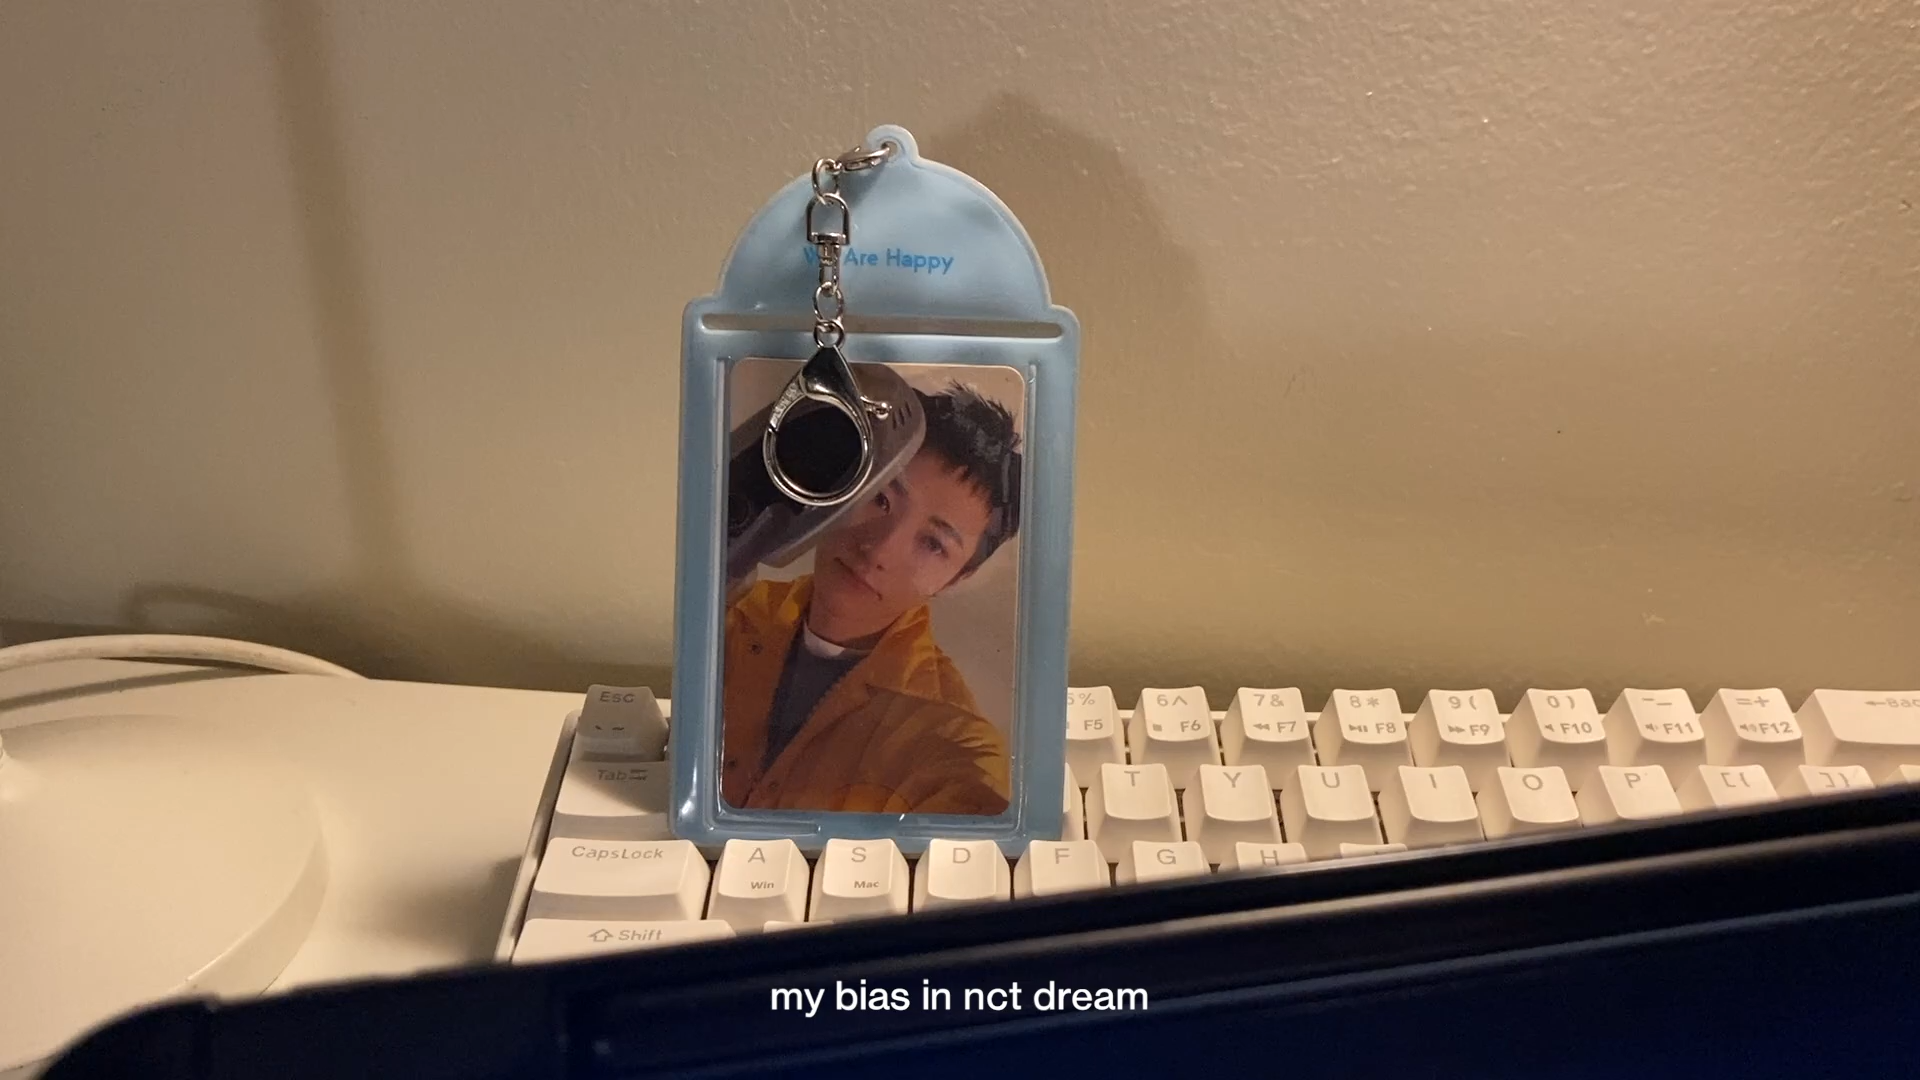 Are Happy
Esc
5% F5
6^ F6
7& F7
8* F8
9( F9
0) F10
-_ F11
=+ F12
Tab
T
Y
U
I
O
P
[{
]}
CapsLock
A
Win
S
Mac
D
F
G
H
Shift
my bias in nct dream